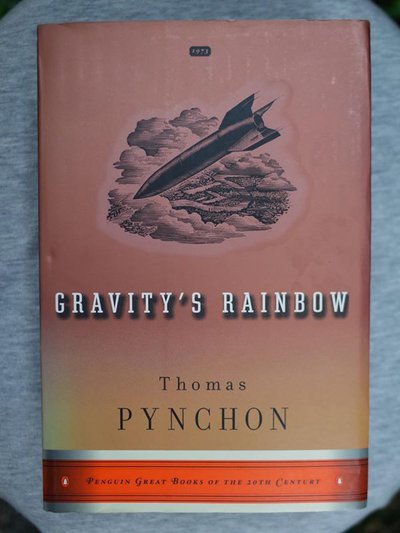 1973
GRAVITY'S RAINBOW
Thomas
PYNCHON
PENGUIN GREAT BOOKS OF THE 20TH CENTURY